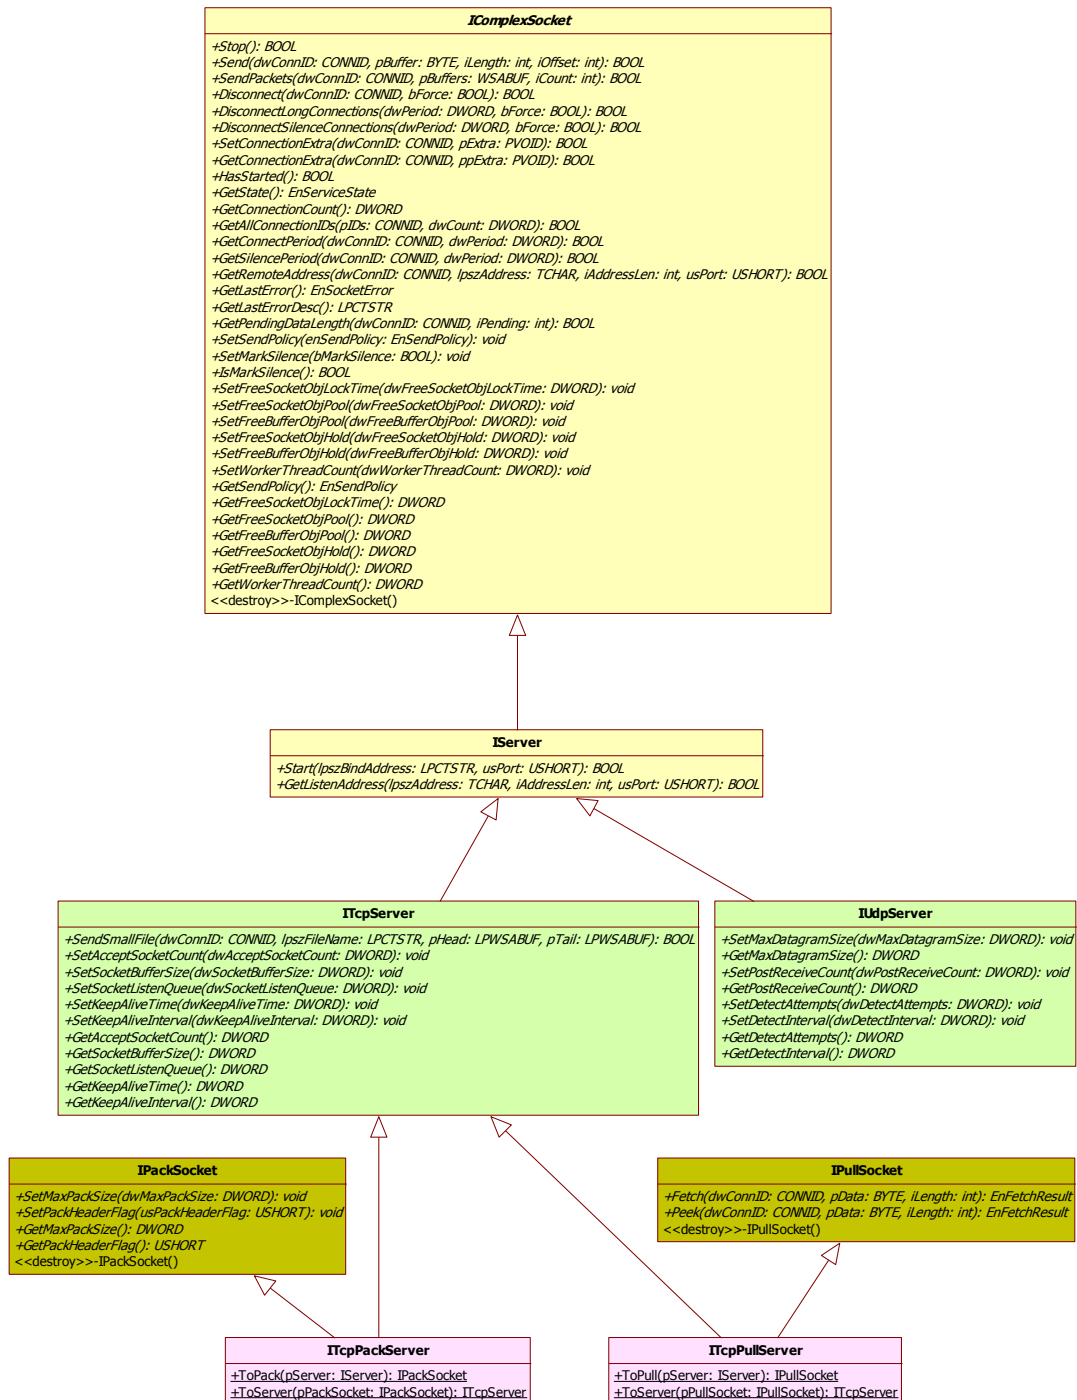 IComplexSocket
+Stop(): BOOL
+Send(dwConnID: CONNID, pBuffer: BYTE, iLength: int, iOffset: int): BOOL
+SendPackets(dwConnID: CONNID, pBuffers: WSABUF, iCount: int): BOOL
+Disconnect(dwConnID: CONNID, bForce: BOOL): BOOL
+DisconnectLongConnections(dwPeriod: DWORD, bForce: BOOL): BOOL
+DisconnectSilenceConnections(dwPeriod: DWORD, bForce: BOOL): BOOL
+SetConnectionExtra(dwConnID: CONNID, pExtra: PVOID): BOOL
+GetConnectionExtra(dwConnID: CONNID, ppExtra: PVOID): BOOL
+HasStarted(): BOOL
+GetState(): EnServiceState
+GetConnectionCount(): DWORD
+GetAllConnectionIDs(pIDs: CONNID, dwCount: DWORD): BOOL
+GetConnectPeriod(dwConnID: CONNID, dwPeriod: DWORD): BOOL
+GetSilencePeriod(dwConnID: CONNID, dwPeriod: DWORD): BOOL
+GetRemoteAddress(dwConnID: CONNID, lpszAddress: TCHAR, iAddressLen: int, usPort: USHORT): BOOL
+GetLastError(): EnSocketError
+GetLastErrorDesc(): LPCTSTR
+GetPendingDataLength(dwConnID: CONNID, iPending: int): BOOL
+SetSendPolicy(enSendPolicy: EnSendPolicy): void
+SetMarkSilence(bMarkSilence: BOOL): void
+IsMarkSilence(): BOOL
+SetFreeSocketObjLockTime(dwFreeSocketObjLockTime: DWORD): void
+SetFreeSocketObjPool(dwFreeSocketObjPool: DWORD): void
+SetFreeBufferObjPool(dwFreeBufferObjPool: DWORD): void
+SetFreeSocketObjHold(dwFreeSocketObjHold: DWORD): void
+SetFreeBufferObjHold(dwFreeBufferObjHold: DWORD): void
+SetWorkerThreadCount(dwWorkerThreadCount: DWORD): void
+GetSendPolicy(): EnSendPolicy
+GetFreeSocketObjLockTime(): DWORD
+GetFreeSocketObjPool(): DWORD
+GetFreeBufferObjPool(): DWORD
+GetFreeSocketObjHold(): DWORD
+GetFreeBufferObjHold(): DWORD
+GetWorkerThreadCount(): DWORD
<<destroy>>-IComplexSocket()
IServer
+Start(lpszBindAddress: LPCTSTR, usPort: USHORT): BOOL
+GetListenAddress(lpszAddress: TCHAR, iAddressLen: int, usPort: USHORT): BOOL
ITcpServer
+SendSmallFile(dwConnID: CONNID, lpszFileName: LPCTSTR, pHead: LPWSABUF, pTail: LPWSABUF): BOOL
+SetAcceptSocketCount(dwAcceptSocketCount: DWORD): void
+SetSocketBufferSize(dwSocketBufferSize: DWORD): void
+SetSocketListenQueue(dwSocketListenQueue: DWORD): void
+SetKeepAliveTime(dwKeepAliveTime: DWORD): void
+SetKeepAliveInterval(dwKeepAliveInterval: DWORD): void
+GetAcceptSocketCount(): DWORD
+GetSocketBufferSize(): DWORD
+GetSocketListenQueue(): DWORD
+GetKeepAliveTime(): DWORD
+GetKeepAliveInterval(): DWORD
IUdpServer
+SetMaxDatagramSize(dwMaxDatagramSize: DWORD): void
+GetMaxDatagramSize(): DWORD
+SetPostReceiveCount(dwPostReceiveCount: DWORD): void
+GetPostReceiveCount(): DWORD
+SetDetectAttempts(dwDetectAttempts: DWORD): void
+SetDetectInterval(dwDetectInterval: DWORD): void
+GetDetectAttempts(): DWORD
+GetDetectInterval(): DWORD
IPackSocket
+SetMaxPackSize(dwMaxPackSize: DWORD): void
+SetPackHeaderFlag(usPackHeaderFlag: USHORT): void
+GetMaxPackSize(): DWORD
+GetPackHeaderFlag(): USHORT
<<destroy>>-IPackSocket()
IPullSocket
+Fetch(dwConnID: CONNID, pData: BYTE, iLength: int): EnFetchResult
+Peek(dwConnID: CONNID, pData: BYTE, iLength: int): EnFetchResult
<<destroy>>-IPullSocket()
ITcpPackServer
+ToPack(pServer: IServer): IPackSocket
+ToServer(pPackSocket: IPackSocket): ITcpServer
ITcpPullServer
+ToPull(pServer: IServer): IPullSocket
+ToServer(pPullSocket: IPullSocket): ITcpServer